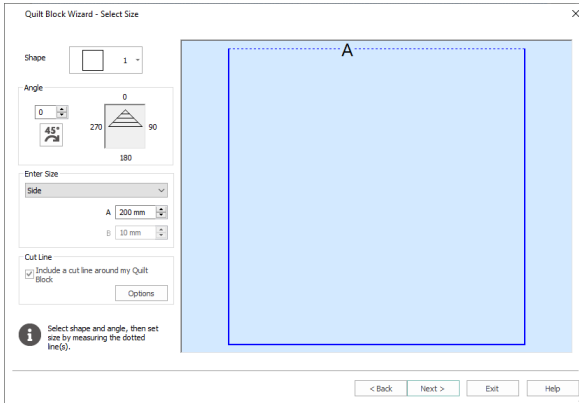 Quilt Block Wizard - Select Size
Shape
1
Angle
0
0
45°
270
90
180
Enter Size
Side
A 200 mm
B 10 mm
Cut Line
Include a cut line around my Quilt
Block
Options
Select shape and angle, then set
size by measuring the dotted
line(s).
A
< Back Next > Exit Help